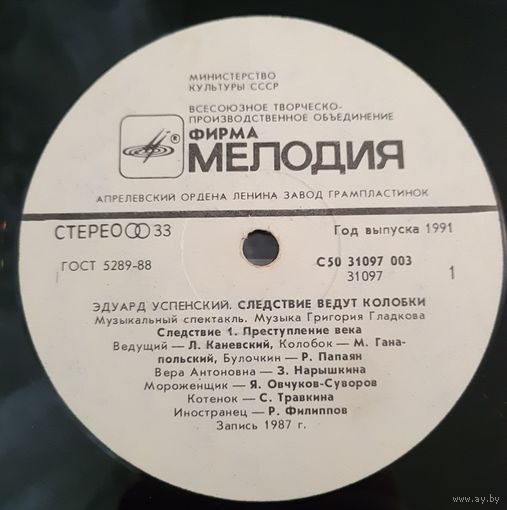 МИНИСТЕРСТВО
КУЛЬТУРЫ СССР
ВСЕСОЮЗНОЕ ТВОРЧЕСКО-
ПРОИЗВОДСТВЕННОЕ ОБЪЕДИНЕНИЕ
ФИРМА
® МЕЛОДИЯ
АПРЕЛЕВСКИЙ ОРДЕНА ЛЕНИНА ЗАВОД ГРАМПЛАСТИНОК
СТЕРЕО 33 Год выпуска 1991
ГОСТ 5289-88 С50 31097 003
31097 1
ЭДУАРД УСПЕНСКИЙ. СЛЕДСТВИЕ ВЕДУТ КОЛОБКИ
Музыкальный спектакль. Музыка Григория Гладкова
Следствие 1. Преступление века
Ведущий — Л. Каневский, Колобок — М. Гана-
польский, Булочкин — Р. Папаян
Вера Антоновна — З. Нарышкина
Мороженщик — Я. Овчуков-Суворов
Котенок — С. Травкина
Иностранец — Р. Филиппов
Запись 1987 г.
www.ay.by